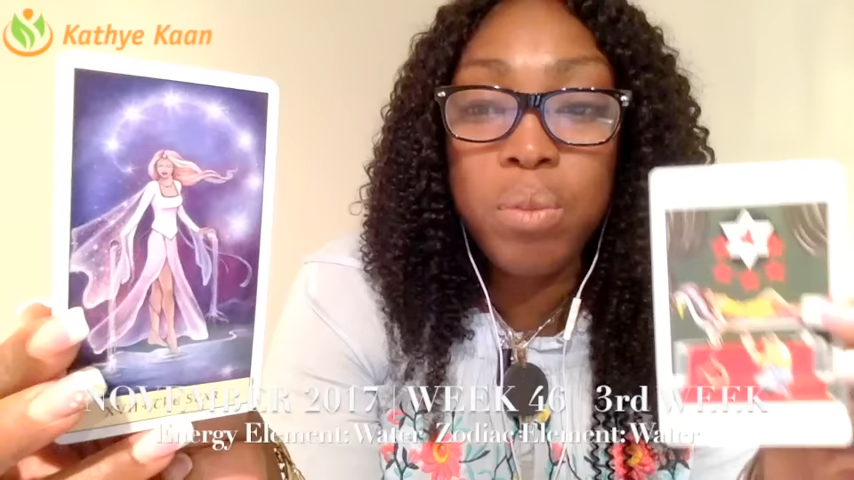 Kathye Kaan
NOVEMBER 2017 | WEEK 46 | 3rd WEEK
Energy Element: Water Zodiac Element: Water